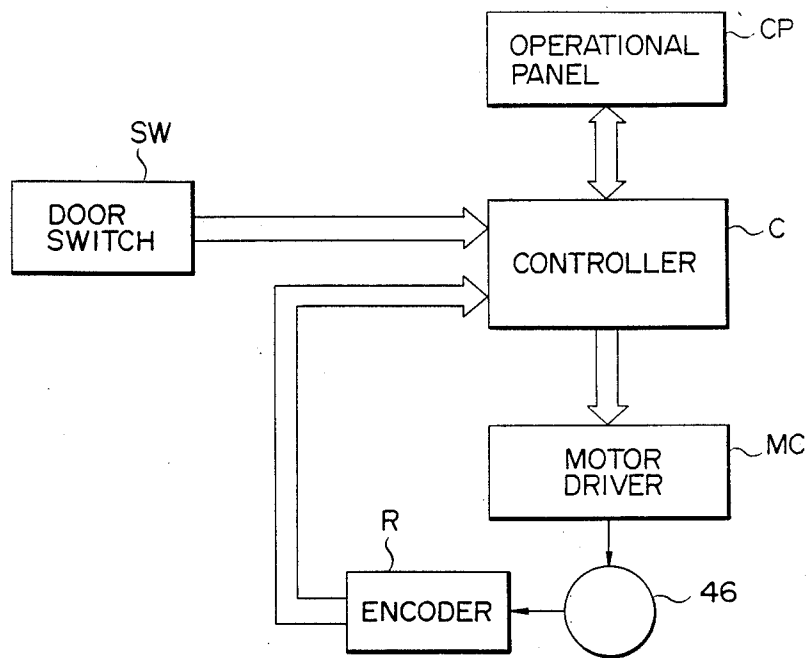 OPERATIONAL
PANEL
CP
SW
DOOR
SWITCH
CONTROLLER
C
MOTOR
DRIVER
MC
R
ENCODER
46